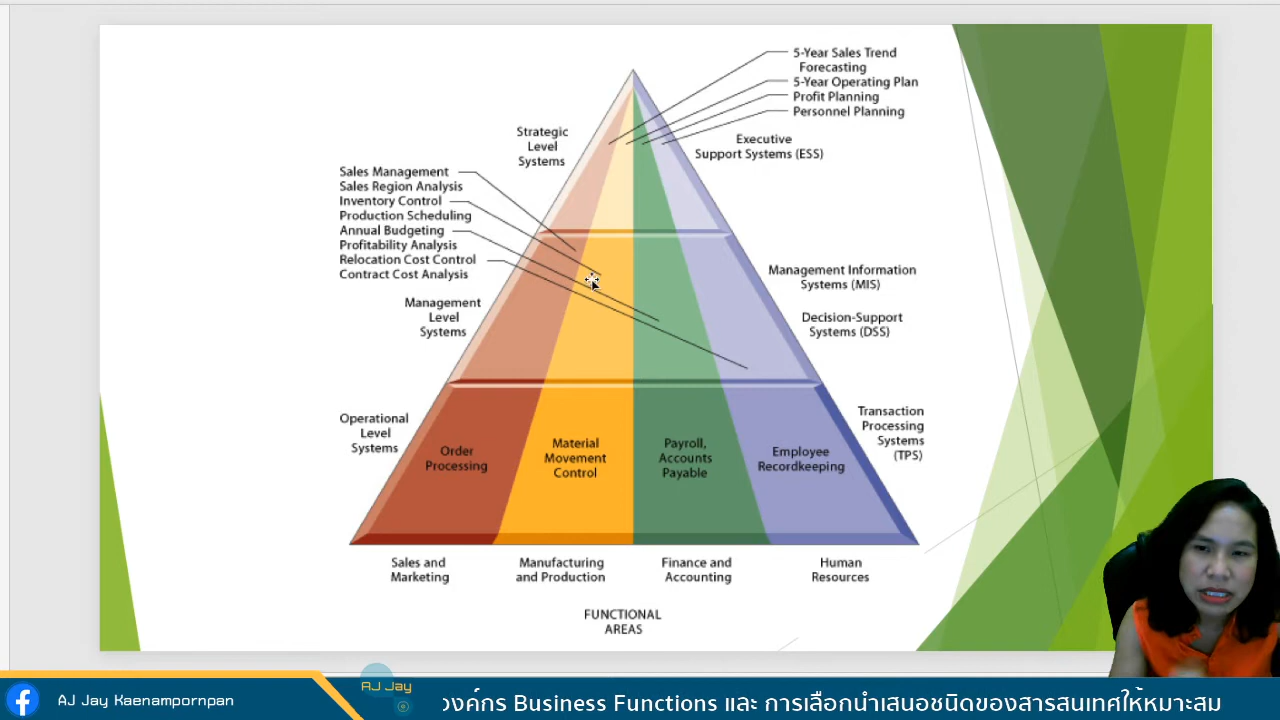 5-Year Sales Trend
Forecasting
5-Year Operating Plan
Profit Planning
Personnel Planning
Strategic
Level
Systems
Executive
Support Systems (ESS)
Sales Management
Sales Region Analysis
Inventory Control
Production Scheduling
Annual Budgeting
Profitability Analysis
Relocation Cost Control
Contract Cost Analysis
Management
Level
Systems
Management Information
Systems (MIS)
Decision-Support
Systems (DSS)
Operational
Level
Systems
Order
Processing
Material
Movement
Control
Payroll,
Accounts
Payable
Employee
Recordkeeping
Transaction
Processing
Systems
(TPS)
Sales and
Marketing
Manufacturing
and Production
Finance and
Accounting
Human
Resources
FUNCTIONAL
AREAS
AJ Jay Kaenampornpan
AJ Jay
องค์กร Business Functions และ การเลือกนำเสนอชนิดของสารสนเทศให้เหมาะสม